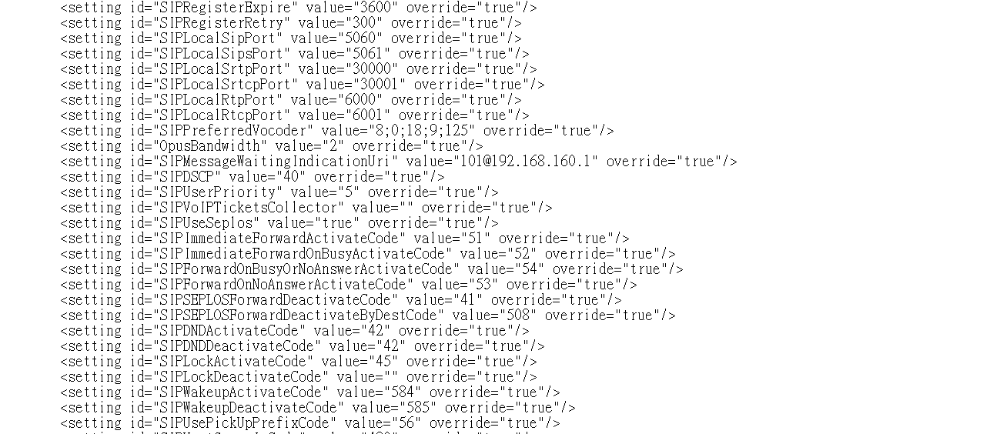 <setting id="SIPRegisterExpire" value="3600" override="true"/>
<setting id="SIPRegisterRetry" value="300" override="true"/>
<setting id="SIPLocalSipPort" value="5060" override="true"/>
<setting id="SIPLocalSipsPort" value="5061" override="true"/>
<setting id="SIPLocalSrtpPort" value="30000" override="true"/>
<setting id="SIPLocalSrtcpPort" value="30001" override="true"/>
<setting id="SIPLocalRtpPort" value="6000" override="true"/>
<setting id="SIPLocalRtcpPort" value="6001" override="true"/>
<setting id="SIPPreferredVocoder" value="8;0;18;9;125" override="true"/>
<setting id="OpusBandwidth" value="2" override="true"/>
<setting id="SIPMessageWaitingIndicationUri" value="101@192.168.160.1" override="true"/>
<setting id="SIPDSCP" value="40" override="true"/>
<setting id="SIPUserPriority" value="5" override="true"/>
<setting id="SIPVoIPTicketsCollector" value="" override="true"/>
<setting id="SIPUseSeplos" value="true" override="true"/>
<setting id="SIPImmediateForwardActivateCode" value="51" override="true"/>
<setting id="SIPImmediateForwardOnBusyActivateCode" value="52" override="true"/>
<setting id="SIPForwardOnBusyOrNoAnswerActivateCode" value="54" override="true"/>
<setting id="SIPForwardOnNoAnswerActivateCode" value="53" override="true"/>
<setting id="SIPSEPLOSForwardDeactivateCode" value="41" override="true"/>
<setting id="SIPSEPLOSForwardDeactivateByDestCode" value="508" override="true"/>
<setting id="SIPDNDActivateCode" value="42" override="true"/>
<setting id="SIPDNDDeactivateCode" value="42" override="true"/>
<setting id="SIPLockActivateCode" value="45" override="true"/>
<setting id="SIPLockDeactivateCode" value="" override="true"/>
<setting id="SIPWakeupActivateCode" value="584" override="true"/>
<setting id="SIPWakeupDeactivateCode" value="585" override="true"/>
<setting id="SIPUsePickUpPrefixCode" value="56" override="true"/>